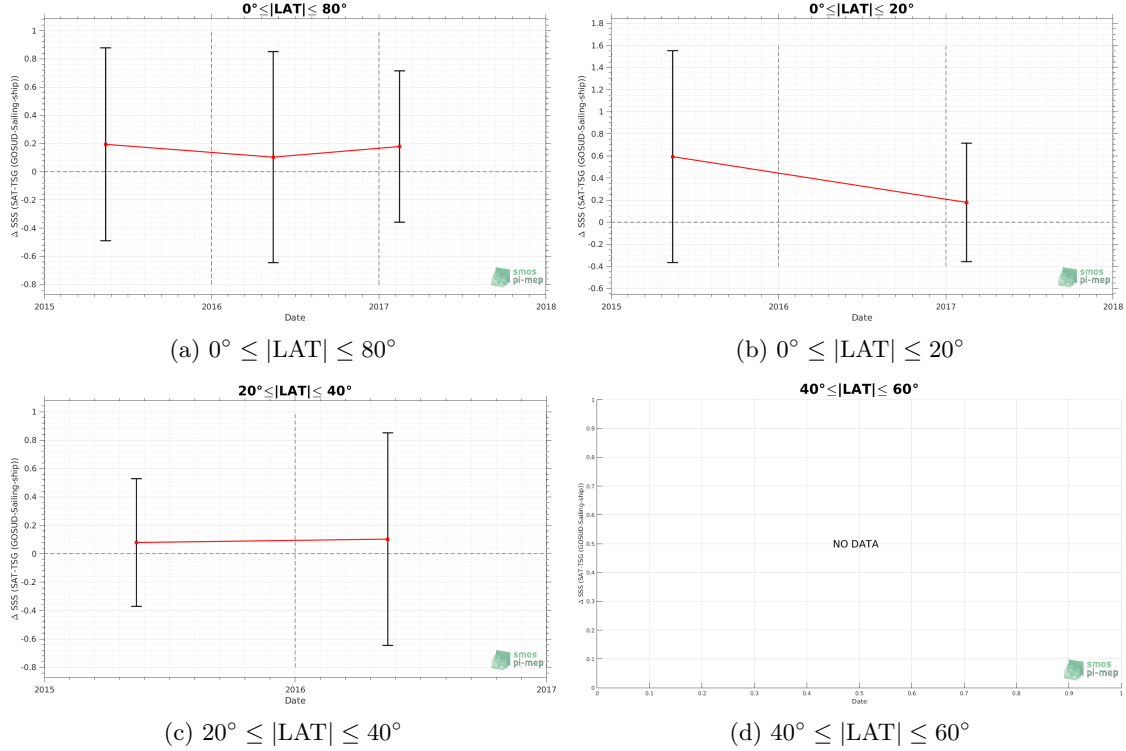 0°≤|LAT|≤ 80°
Δ SSS (SAT-TSG (GOSUD-Sailing-ship))
1
0.8
0.6
0.4
0.2
0
-0.2
-0.4
-0.6
-0.8
2015
2016
2017
2018
Date
smos
pi-mep
(a) 0° ≤ |LAT| ≤ 80°
0°≤|LAT|≤ 20°
Δ SSS (SAT-TSG (GOSUD-Sailing-ship))
1.8
1.6
1.4
1.2
1
0.8
0.6
0.4
0.2
0
-0.2
-0.4
-0.6
2015
2016
2017
2018
Date
smos
pi-mep
(b) 0° ≤ |LAT| ≤ 20°
20°≤|LAT|≤ 40°
Δ SSS (SAT-TSG (GOSUD-Sailing-ship))
1
0.8
0.6
0.4
0.2
0
-0.2
-0.4
-0.6
-0.8
2015
2016
2017
Date
smos
pi-mep
(c) 20° ≤ |LAT| ≤ 40°
40°≤|LAT|≤ 60°
Δ SSS (SAT-TSG (GOSUD-Sailing-ship))
1
0.9
0.8
0.7
0.6
0.5
0.4
0.3
0.2
0.1
0
NO DATA
0
0.1
0.2
0.3
0.4
0.5
0.6
0.7
0.8
0.9
1
Date
smos
pi-mep
(d) 40° ≤ |LAT| ≤ 60°